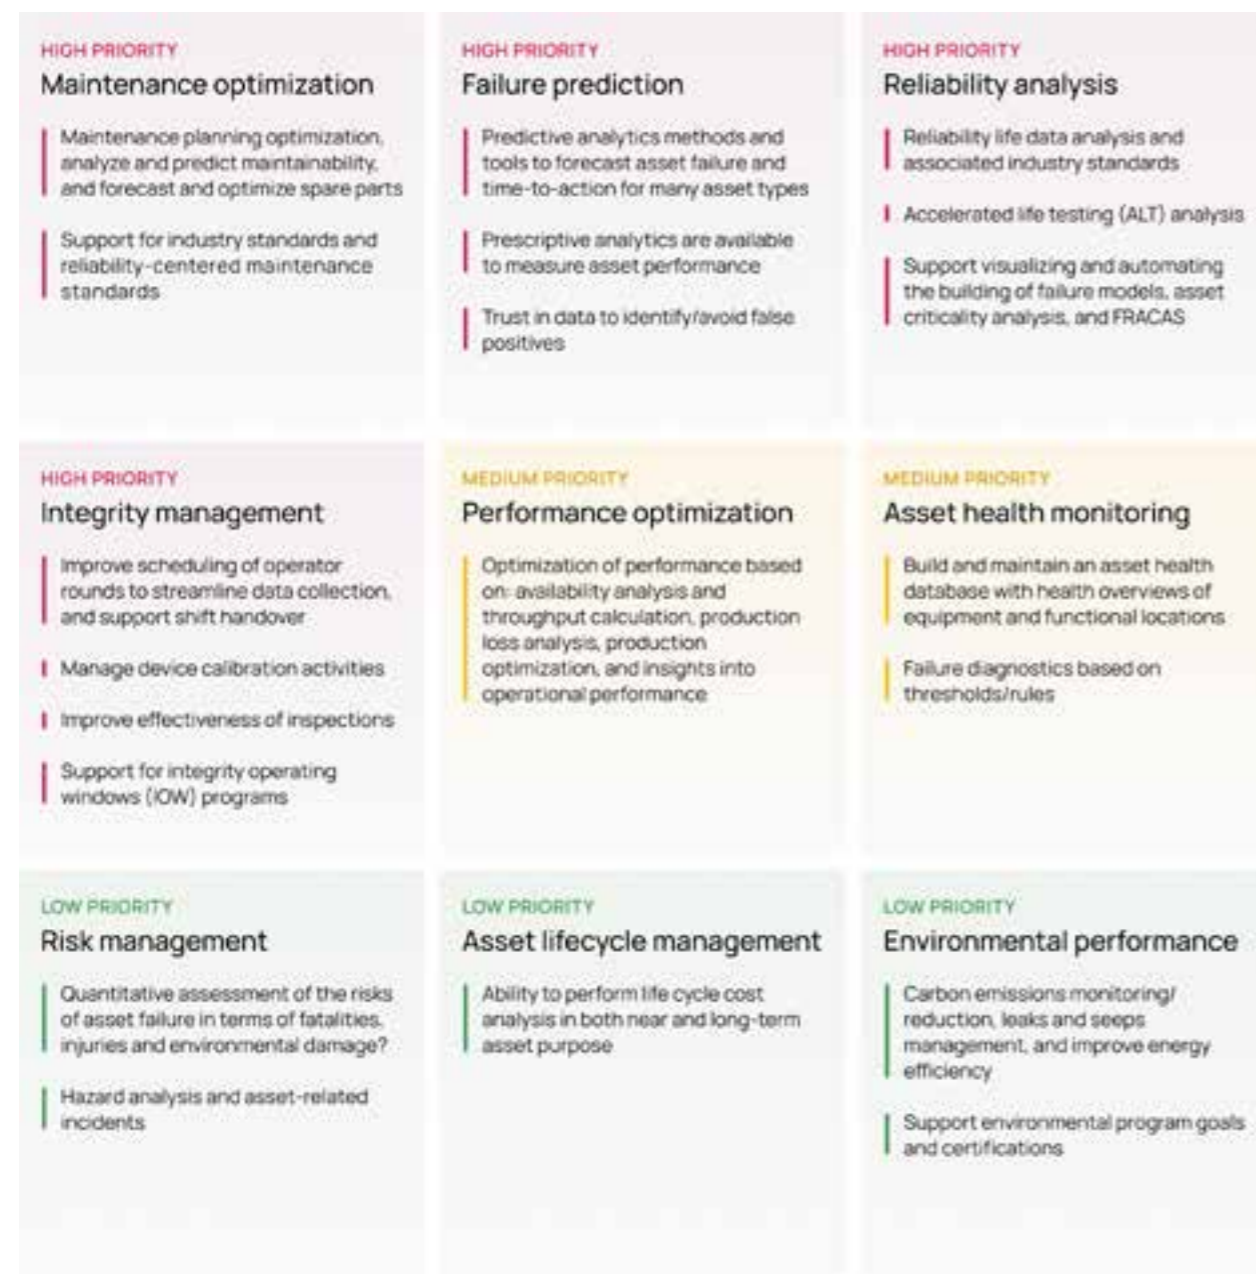 HIGH PRIORITY
Maintenance optimization
Maintenance planning optimization,
analyze and predict maintainability,
and forecast and optimize spare parts
Support for industry standards and
reliability-centered maintenance
standards
HIGH PRIORITY
Failure prediction
Predictive analytics methods and
tools to forecast asset failure and
time-to-action for many asset types
Prescriptive analytics are available
to measure asset performance
Trust in data to identify/avoid false
positives
HIGH PRIORITY
Reliability analysis
Reliability life data analysis and
associated industry standards
Accelerated life testing (ALT) analysis
Support visualizing and automating
the building of failure models, asset
criticality analysis, and FRACAS
HIGH PRIORITY
Integrity management
Improve scheduling of operator
rounds to streamline data collection,
and support shift handover
Manage device calibration activities
Improve effectiveness of inspections
Support for integrity operating
windows (IOW) programs
MEDIUM PRIORITY
Performance optimization
Optimization of performance based
on: availability analysis and
throughput calculation, production
loss analysis, production
optimization, and insights into
operational performance
MEDIUM PRIORITY
Asset health monitoring
Build and maintain an asset health
database with health overviews of
equipment and functional locations
Failure diagnostics based on
thresholds/rules
LOW PRIORITY
Risk management
Quantitative assessment of the risks
of asset failure in terms of fatalities,
injuries and environmental damage?
Hazard analysis and asset-related
incidents
LOW PRIORITY
Asset lifecycle management
Ability to perform life cycle cost
analysis in both near and long-term
asset purpose
LOW PRIORITY
Environmental performance
Carbon emissions monitoring/
reduction, leaks and seeps
management, and improve energy
efficiency
Support environmental program goals
and certifications